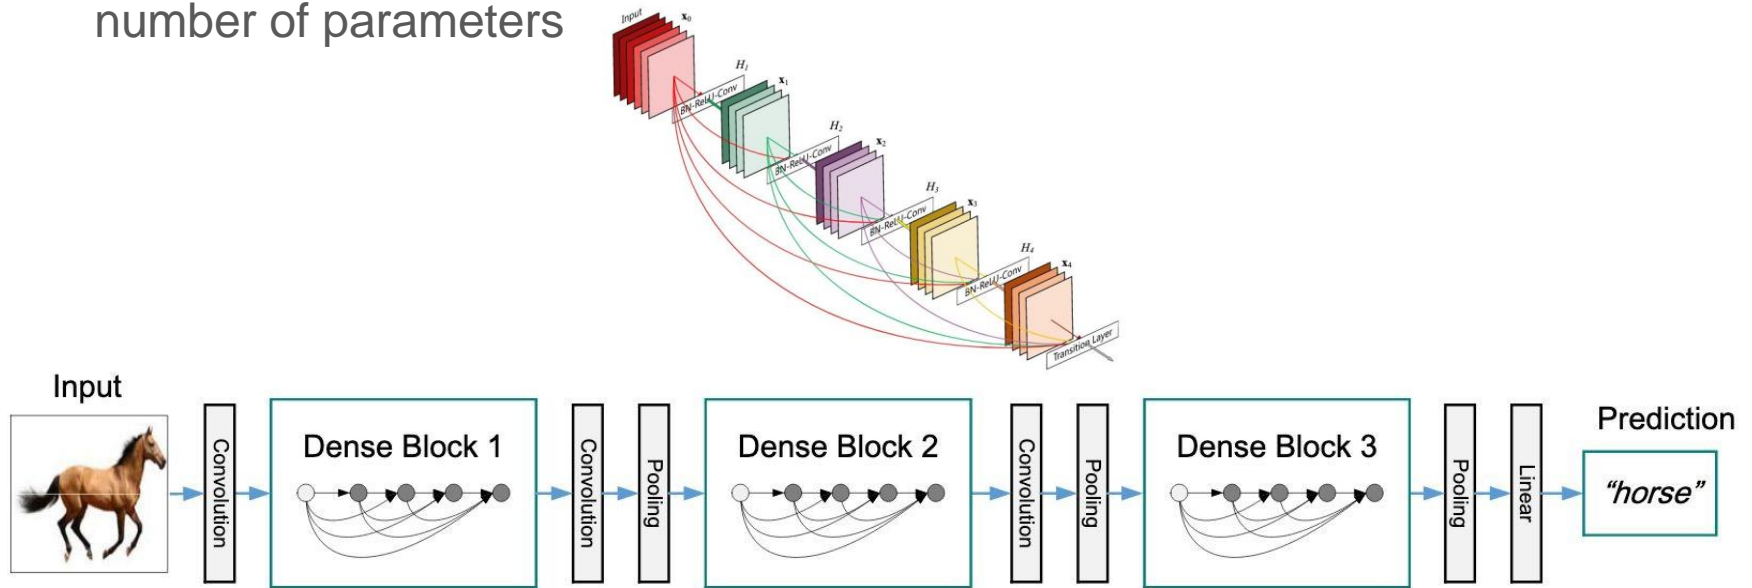 number of parameters
Input
x₀
H₁
x₁
BN-ReLU-Conv
H₂
x₂
BN-ReLU-Conv
H₃
x₃
BN-ReLU-Conv
H₄
x₄
BN-ReLU-Conv
Transition Layer
Input
Prediction
Convolution
Dense Block 1
Convolution
Pooling
Dense Block 2
Convolution
Pooling
Dense Block 3
Pooling
Linear
“horse”